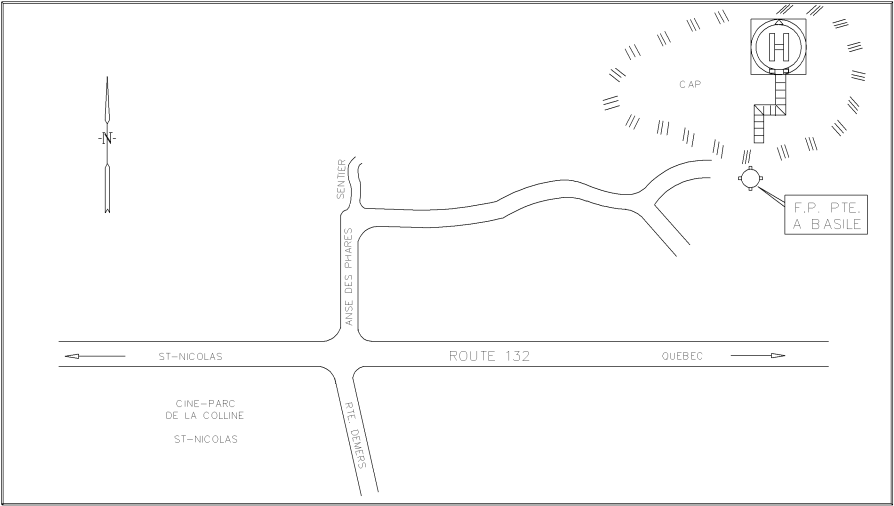 H
CAP
-N-
SENTIER
F.P. PTE.
A BASILE
ANSE DES PHARES
ST-NICOLAS
ROUTE 132
QUEBEC
CINE-PARC
DE LA COLLINE
ST-NICOLAS
RTE. DEMERS